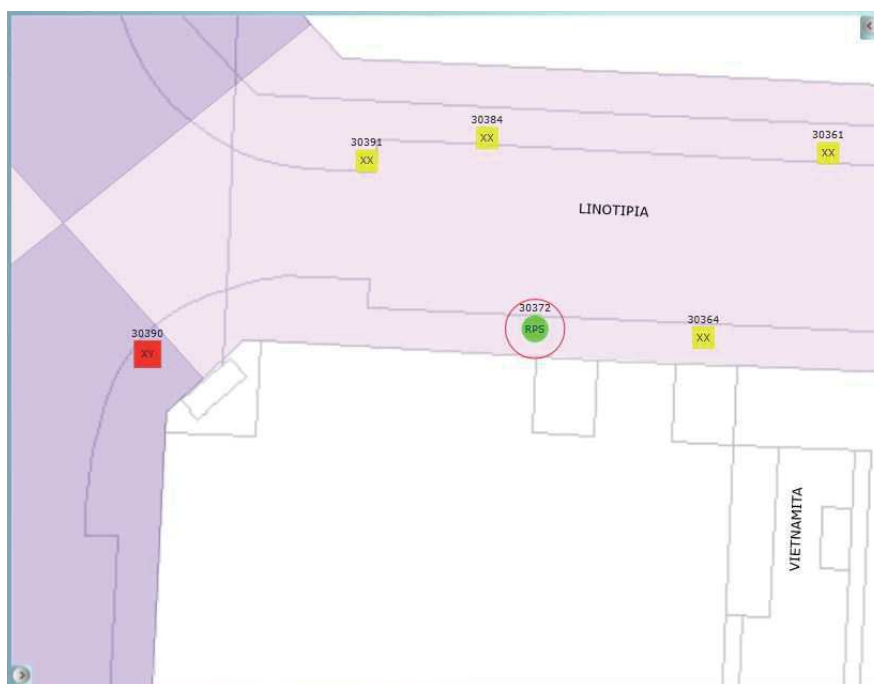 30384
XX
30391
XX
30361
XX
LINOTIPIA
30372
RPS
30364
XX
30390
XY
VIETNAMITA